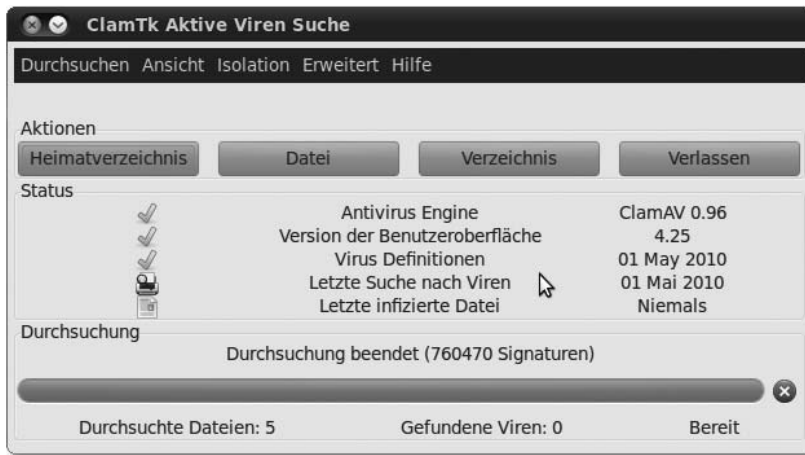 ClamTk Aktive Viren Suche
Durchsuchen Ansicht Isolation Erweitert Hilfe
Aktionen
Heimatverzeichnis Datei Verzeichnis Verlassen
Status
Antivirus Engine ClamAV 0.96
Version der Benutzeroberfläche 4.25
Virus Definitionen 01 May 2010
Letzte Suche nach Viren 01 Mai 2010
Letzte infizierte Datei Niemals
Durchsuchung
Durchsuchung beendet (760470 Signaturen)
Durchsuchte Dateien: 5 Gefundene Viren: 0 Bereit